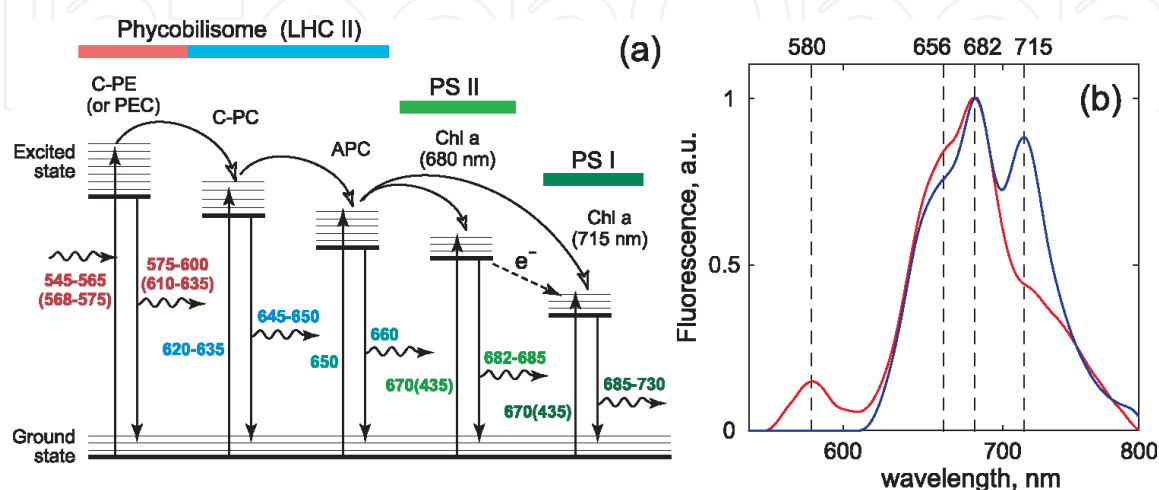 Phycobilisome (LHC II)
(a)
C-PE
(or PEC)
C-PC
APC
PS II
Chl a
(680 nm)
PS I
Chl a
(715 nm)
Excited
state
e⁻
545-565
(568-575)
575-600
(610-635)
620-635
645-650
650
660
670(435)
682-685
670(435)
685-730
Ground
state
580 656 682 715
(b)
1
0.5
0
Fluorescence, a.u.
600 700 800
wavelength, nm